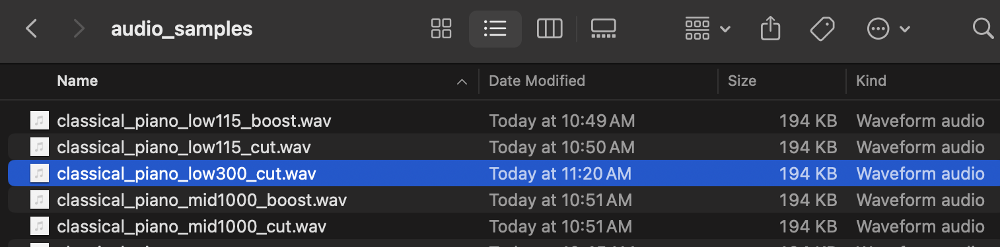 audio_samples
Name Date Modified Size Kind
classical_piano_low115_boost.wav Today at 10:49 AM 194 KB Waveform audio
classical_piano_low115_cut.wav Today at 10:50 AM 194 KB Waveform audio
classical_piano_low300_cut.wav Today at 11:20 AM 194 KB Waveform audio
classical_piano_mid1000_boost.wav Today at 10:51 AM 194 KB Waveform audio
classical_piano_mid1000_cut.wav Today at 10:51 AM 194 KB Waveform audio